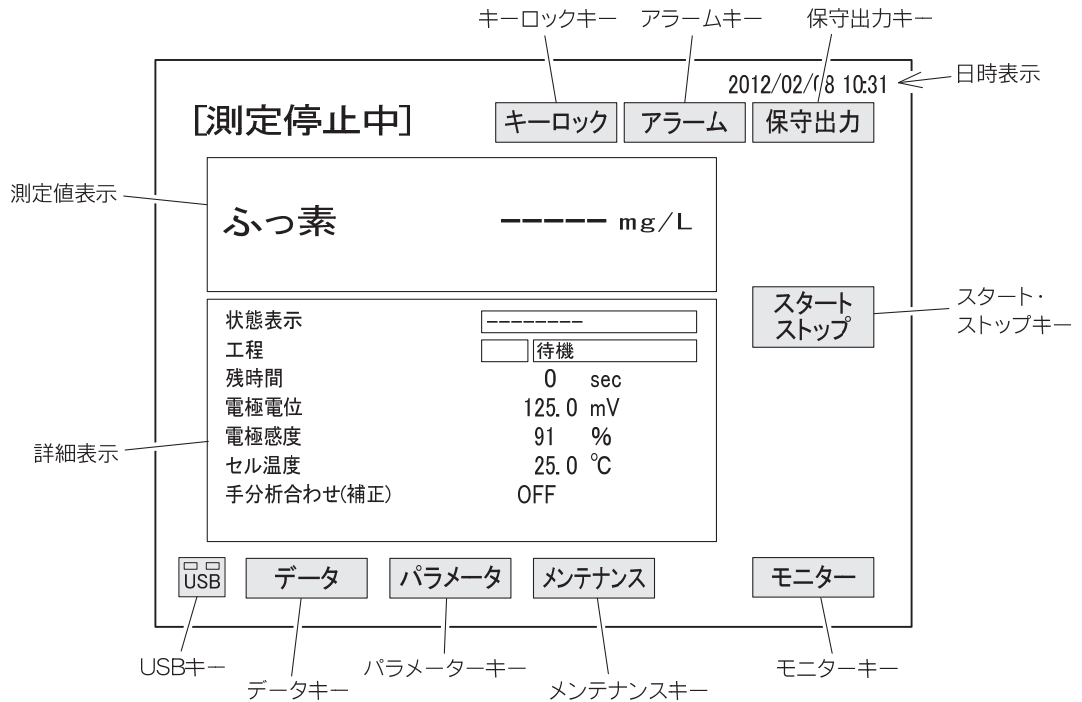 キーロックキー アラームキー 保守出力キー
2012/02/08 10:31 日時表示
[測定停止中] キーロック アラーム 保守出力
測定値表示
ふっ素 ----- mg/L
スタート
ストップ
スタート・
ストップキー
状態表示 --------
工程 待機
残時間 0 sec
電極電位 125.0 mV
電極感度 91 %
セル温度 25.0 ℃
手分析合わせ(補正) OFF
詳細表示
USB データ パラメータ メンテナンス モニター
USBキー パラメーターキー モニターキー
データキー メンテナンスキー